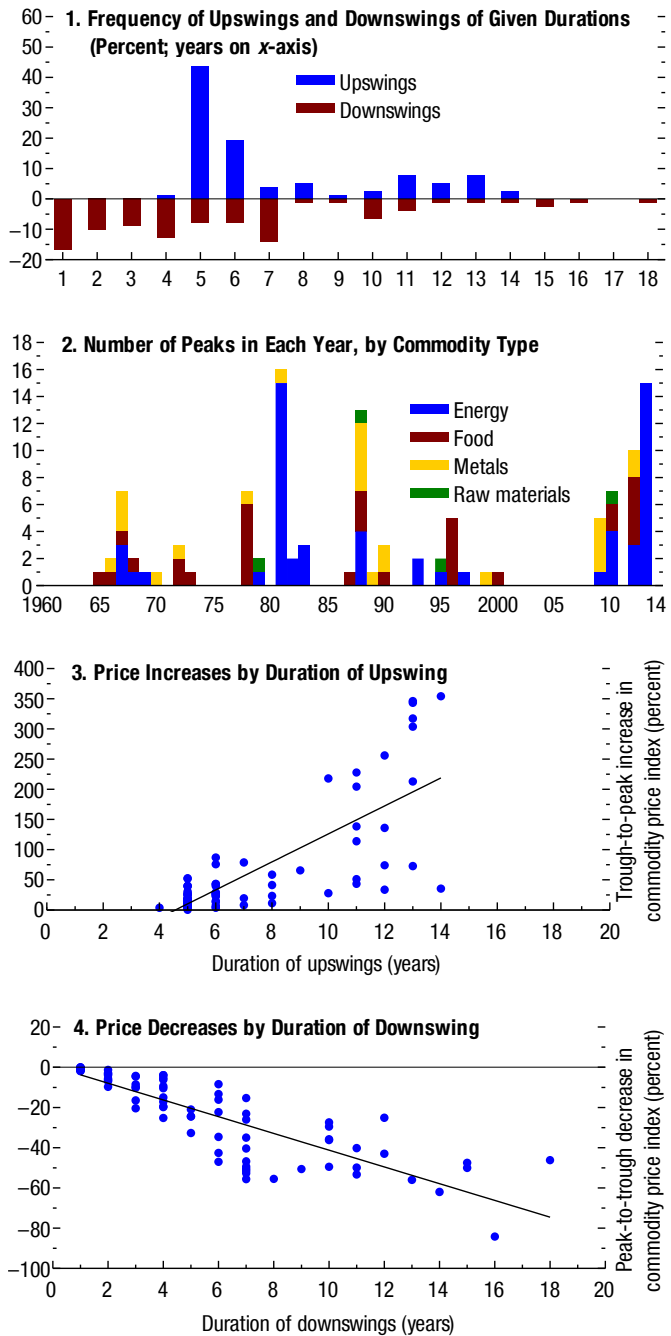 1. Frequency of Upswings and Downswings of Given Durations
(Percent; years on x-axis)
Upswings
Downswings
60
50
40
30
20
10
0
−10
−20
1 2 3 4 5 6 7 8 9 10 11 12 13 14 15 16 17 18
2. Number of Peaks in Each Year, by Commodity Type
Energy
Food
Metals
Raw materials
18
16
14
12
10
8
6
4
2
0
1960 65 70 75 80 85 90 95 2000 05 10 14
3. Price Increases by Duration of Upswing
400
350
300
250
200
150
100
50
0
0 2 4 6 8 10 12 14 16 18 20
Duration of upswings (years)
Trough-to-peak increase in
commodity price index (percent)
4. Price Decreases by Duration of Downswing
20
0
−20
−40
−60
−80
−100
0 2 4 6 8 10 12 14 16 18 20
Duration of downswings (years)
Peak-to-trough decrease in
commodity price index (percent)